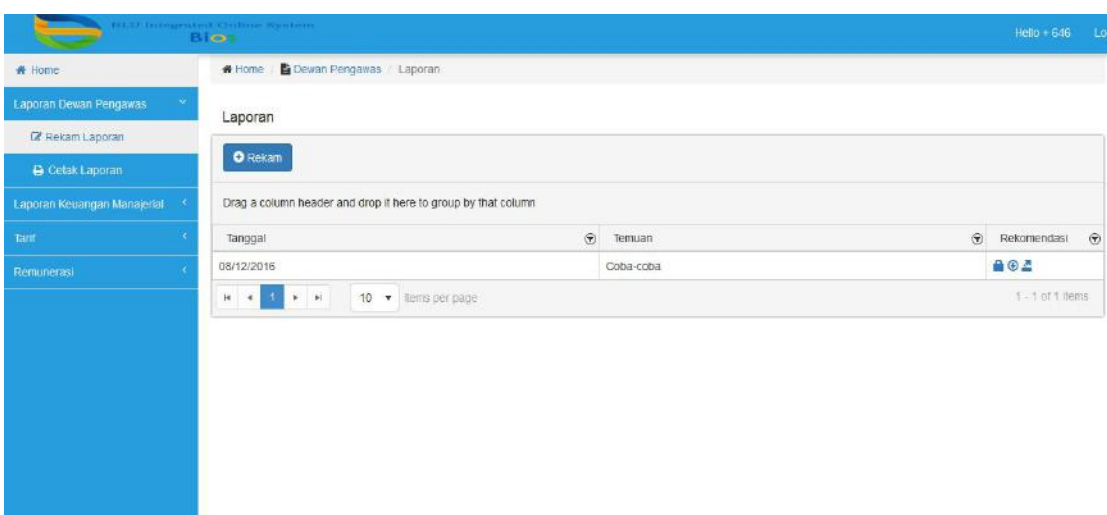 BLU Integrated Online System
Bios
Hello + 646 Lo
Home
Home / Dewan Pengawas / Laporan
Laporan Dewan Pengawas
Rekam Laporan
Cetak Laporan
Laporan Keuangan Manajerial
Tarif
Remunerasi
Laporan
Rekam
Drag a column header and drop it here to group by that column
Tanggal Temuan Rekomendasi
08/12/2016 Coba-coba
1 10 items per page 1 - 1 of 1 items